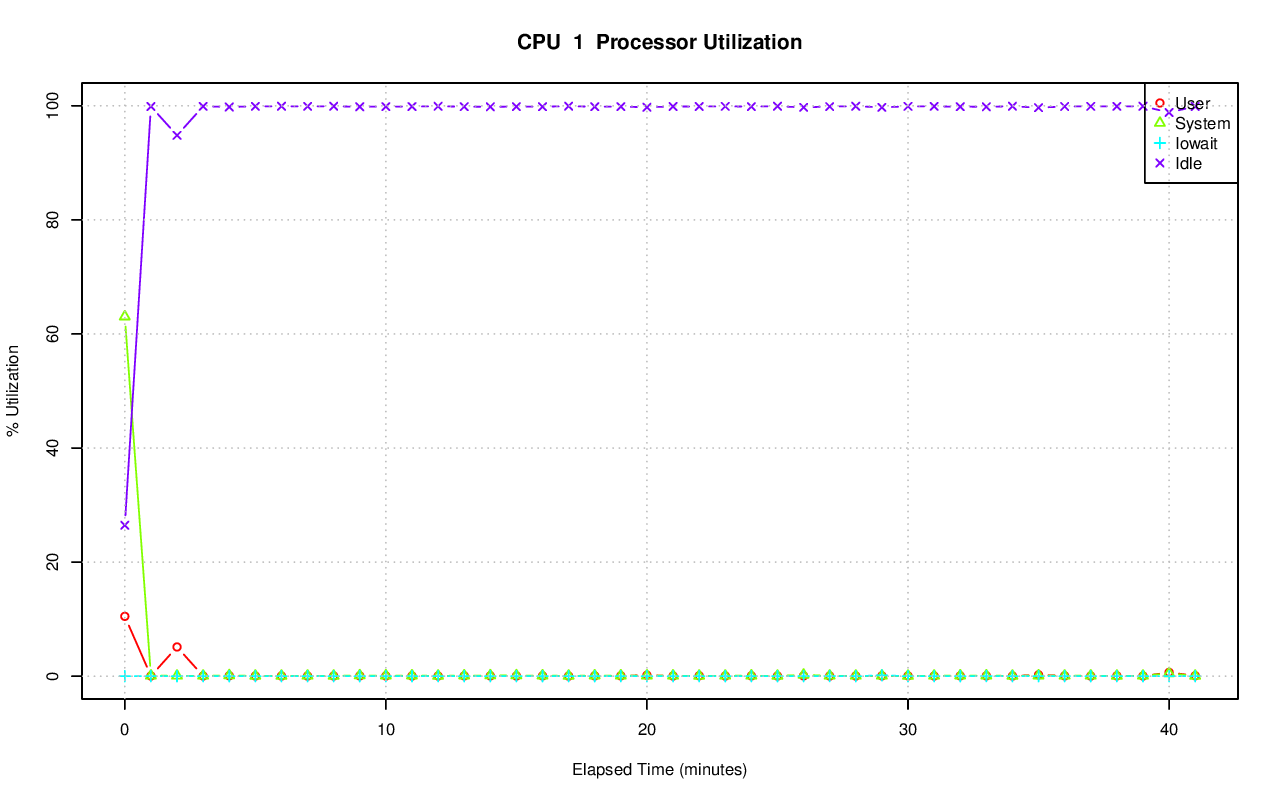 CPU  1  Processor Utilization
% Utilization
100
80
60
40
20
0
User
System
Iowait
Idle
0 10 20 30 40
Elapsed Time (minutes)